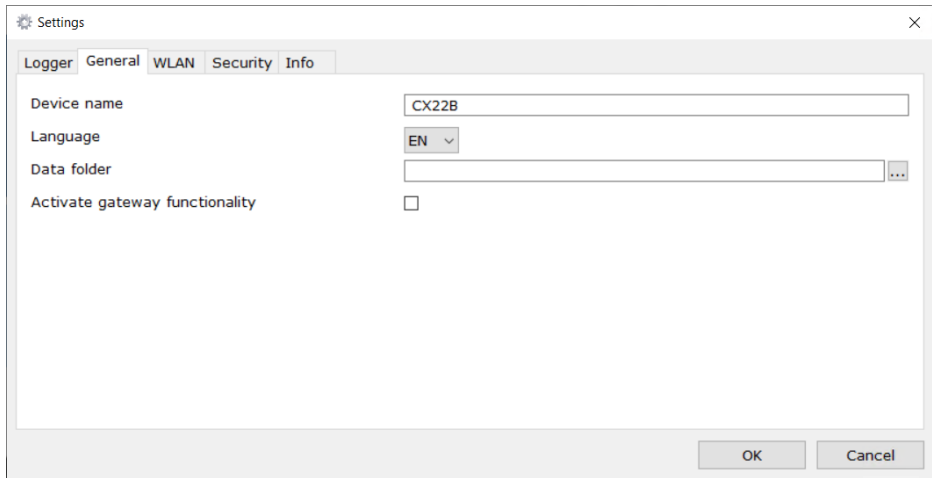 Settings
Logger General WLAN Security Info
Device name CX22B
Language EN
Data folder ...
Activate gateway functionality
OK Cancel